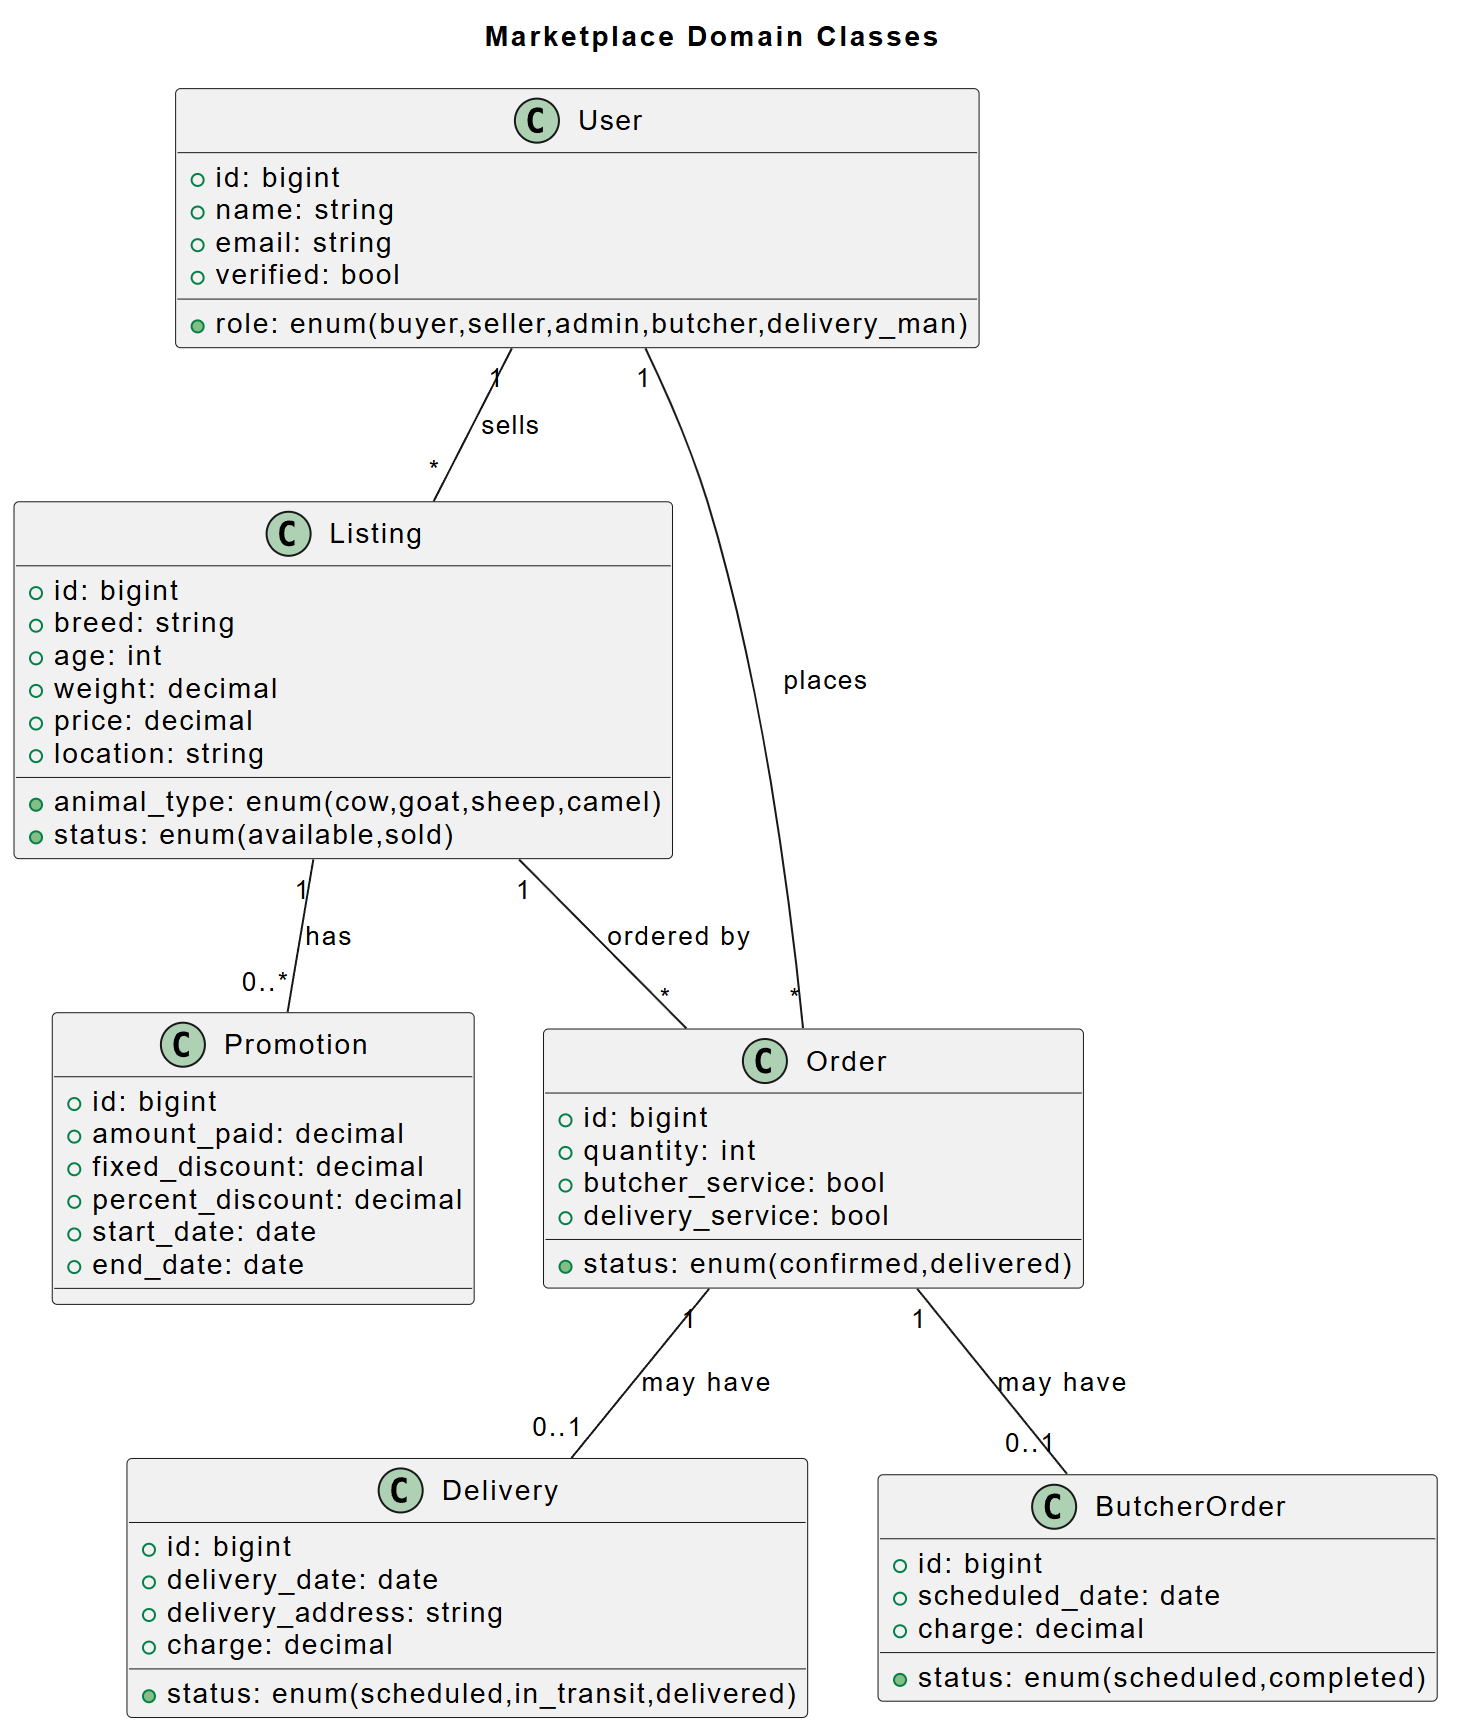 Marketplace Domain Classes
C User
id: bigint
name: string
email: string
verified: bool
role: enum(buyer,seller,admin,butcher,delivery_man)
1
1
sells
*
C Listing
id: bigint
breed: string
age: int
weight: decimal
price: decimal
location: string
animal_type: enum(cow,goat,sheep,camel)
status: enum(available,sold)
places
1
1
has
ordered by
0..*
*
*
C Promotion
id: bigint
amount_paid: decimal
fixed_discount: decimal
percent_discount: decimal
start_date: date
end_date: date
C Order
id: bigint
quantity: int
butcher_service: bool
delivery_service: bool
status: enum(confirmed,delivered)
1
1
may have
may have
0..1
0..1
C Delivery
id: bigint
delivery_date: date
delivery_address: string
charge: decimal
status: enum(scheduled,in_transit,delivered)
C ButcherOrder
id: bigint
scheduled_date: date
charge: decimal
status: enum(scheduled,completed)